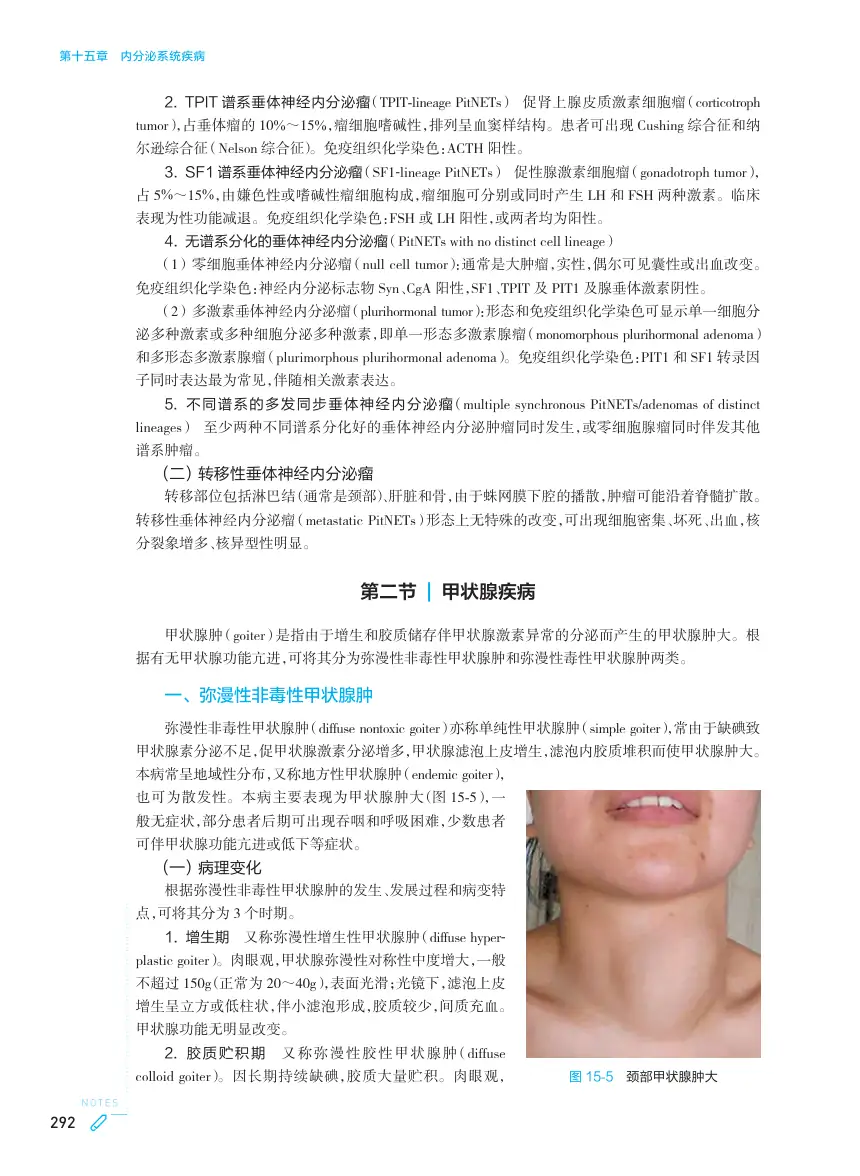 第十五章 内分泌系统疾病
2. TPIT 谱系垂体神经内分泌瘤（TPIT-lineage PitNETs） 促肾上腺皮质激素细胞瘤（corticotroph
tumor），占垂体瘤的 10%～15%，瘤细胞嗜碱性，排列呈血窦样结构。患者可出现 Cushing 综合征和纳
尔逊综合征（Nelson 综合征）。免疫组织化学染色：ACTH 阳性。
3. SF1 谱系垂体神经内分泌瘤（SF1-lineage PitNETs） 促性腺激素细胞瘤（gonadotroph tumor），
占 5%～15%，由嫌色性或嗜碱性瘤细胞构成，瘤细胞可分别或同时产生 LH 和 FSH 两种激素。临床
表现为性功能减退。免疫组织化学染色：FSH 或 LH 阳性，或两者均为阳性。
4. 无谱系分化的垂体神经内分泌瘤（PitNETs with no distinct cell lineage）
（1）零细胞垂体神经内分泌瘤（null cell tumor）：通常是大肿瘤，实性，偶尔可见囊性或出血改变。
免疫组织化学染色：神经内分泌标志物 Syn、CgA 阳性，SF1、TPIT 及 PIT1 及腺垂体激素阴性。
（2）多激素垂体神经内分泌瘤（plurihormonal tumor）：形态和免疫组织化学染色可显示单一细胞分
泌多种激素或多种细胞分泌多种激素，即单一形态多激素腺瘤（monomorphous plurihormonal adenoma）
和多形态多激素腺瘤（plurimorphous plurihormonal adenoma）。免疫组织化学染色：PIT1 和 SF1 转录因
子同时表达最为常见，伴随相关激素表达。
5. 不同谱系的多发同步垂体神经内分泌瘤（multiple synchronous PitNETs/adenomas of distinct
lineages） 至少两种不同谱系分化好的垂体神经内分泌肿瘤同时发生，或零细胞腺瘤同时伴发其他
谱系肿瘤。
（二）转移性垂体神经内分泌瘤
转移部位包括淋巴结（通常是颈部）、肝脏和骨，由于蛛网膜下腔的播散，肿瘤可能沿着脊髓扩散。
转移性垂体神经内分泌瘤（metastatic PitNETs）形态上无特殊的改变，可出现细胞密集、坏死、出血，核
分裂象增多、核异型性明显。
第二节 | 甲状腺疾病
甲状腺肿（goiter）是指由于增生和胶质储存伴甲状腺激素异常的分泌而产生的甲状腺肿大。根
据有无甲状腺功能亢进，可将其分为弥漫性非毒性甲状腺肿和弥漫性毒性甲状腺肿两类。
一、弥漫性非毒性甲状腺肿
弥漫性非毒性甲状腺肿（diffuse nontoxic goiter）亦称单纯性甲状腺肿（simple goiter），常由于缺碘致
甲状腺素分泌不足，促甲状腺激素分泌增多，甲状腺滤泡上皮增生，滤泡内胶质堆积而使甲状腺肿大。
本病常呈地域性分布，又称地方性甲状腺肿（endemic goiter），
也可为散发性。本病主要表现为甲状腺肿大（图 15-5），一
般无症状，部分患者后期可出现吞咽和呼吸困难，少数患者
可伴甲状腺功能亢进或低下等症状。
（一）病理变化
根据弥漫性非毒性甲状腺肿的发生、发展过程和病变特
点，可将其分为 3 个时期。
1. 增生期 又称弥漫性增生性甲状腺肿（diffuse hyper-
plastic goiter）。肉眼观，甲状腺弥漫性对称性中度增大，一般
不超过 150g（正常为 20～40g），表面光滑；光镜下，滤泡上皮
增生呈立方或低柱状，伴小滤泡形成，胶质较少，间质充血。
甲状腺功能无明显改变。
2. 胶质贮积期 又称弥漫性胶性甲状腺肿（diffuse
colloid goiter）。因长期持续缺碘，胶质大量贮积。肉眼观，
图 15-5 颈部甲状腺肿大
NOTES
292